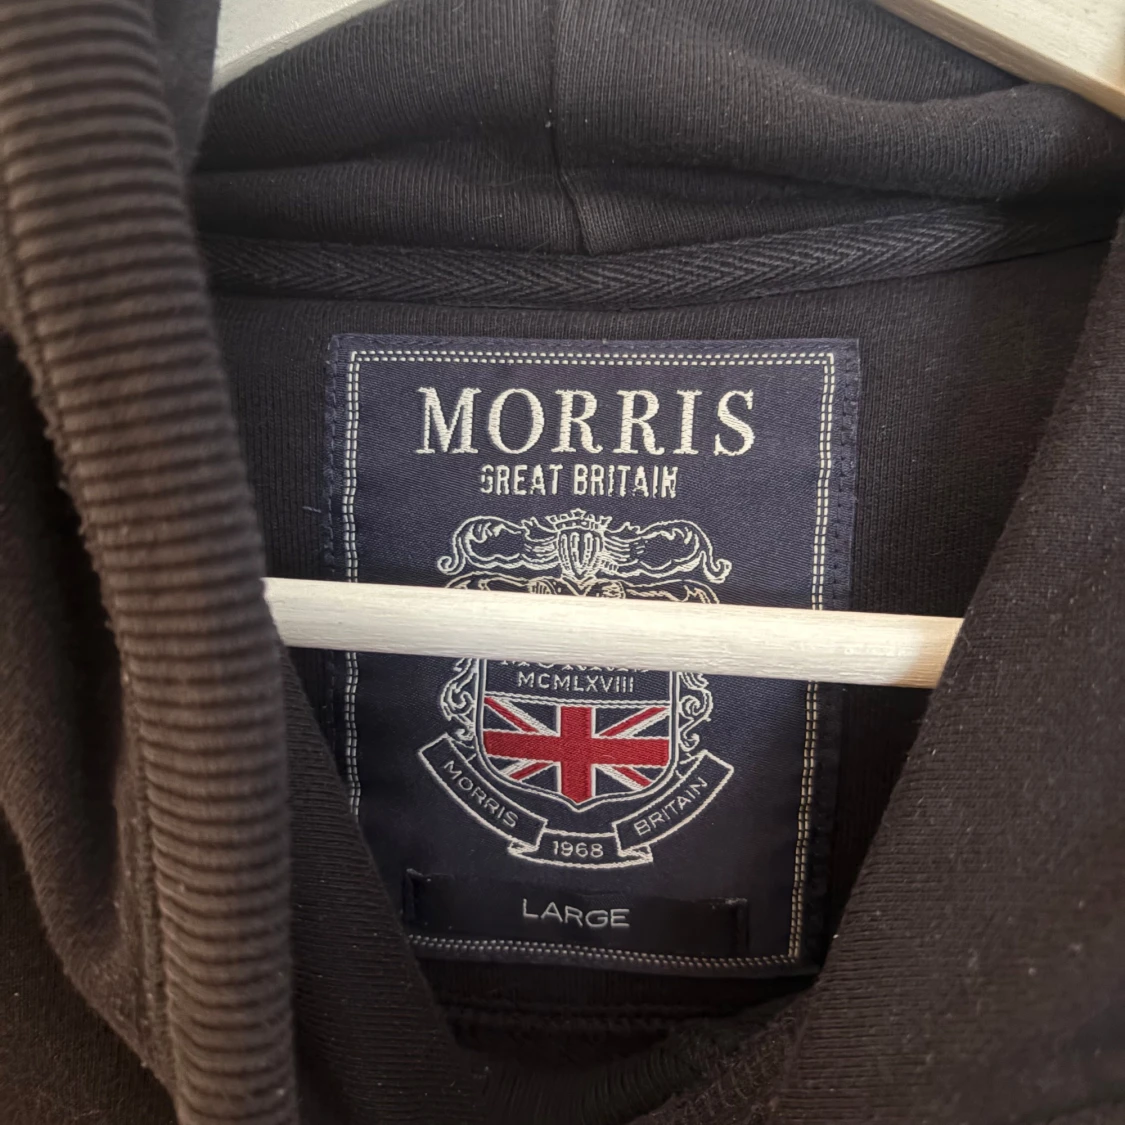 MORRIS
GREAT BRITAIN
MCMLXVIII
MORRIS
BRITAIN
1968
LARGE